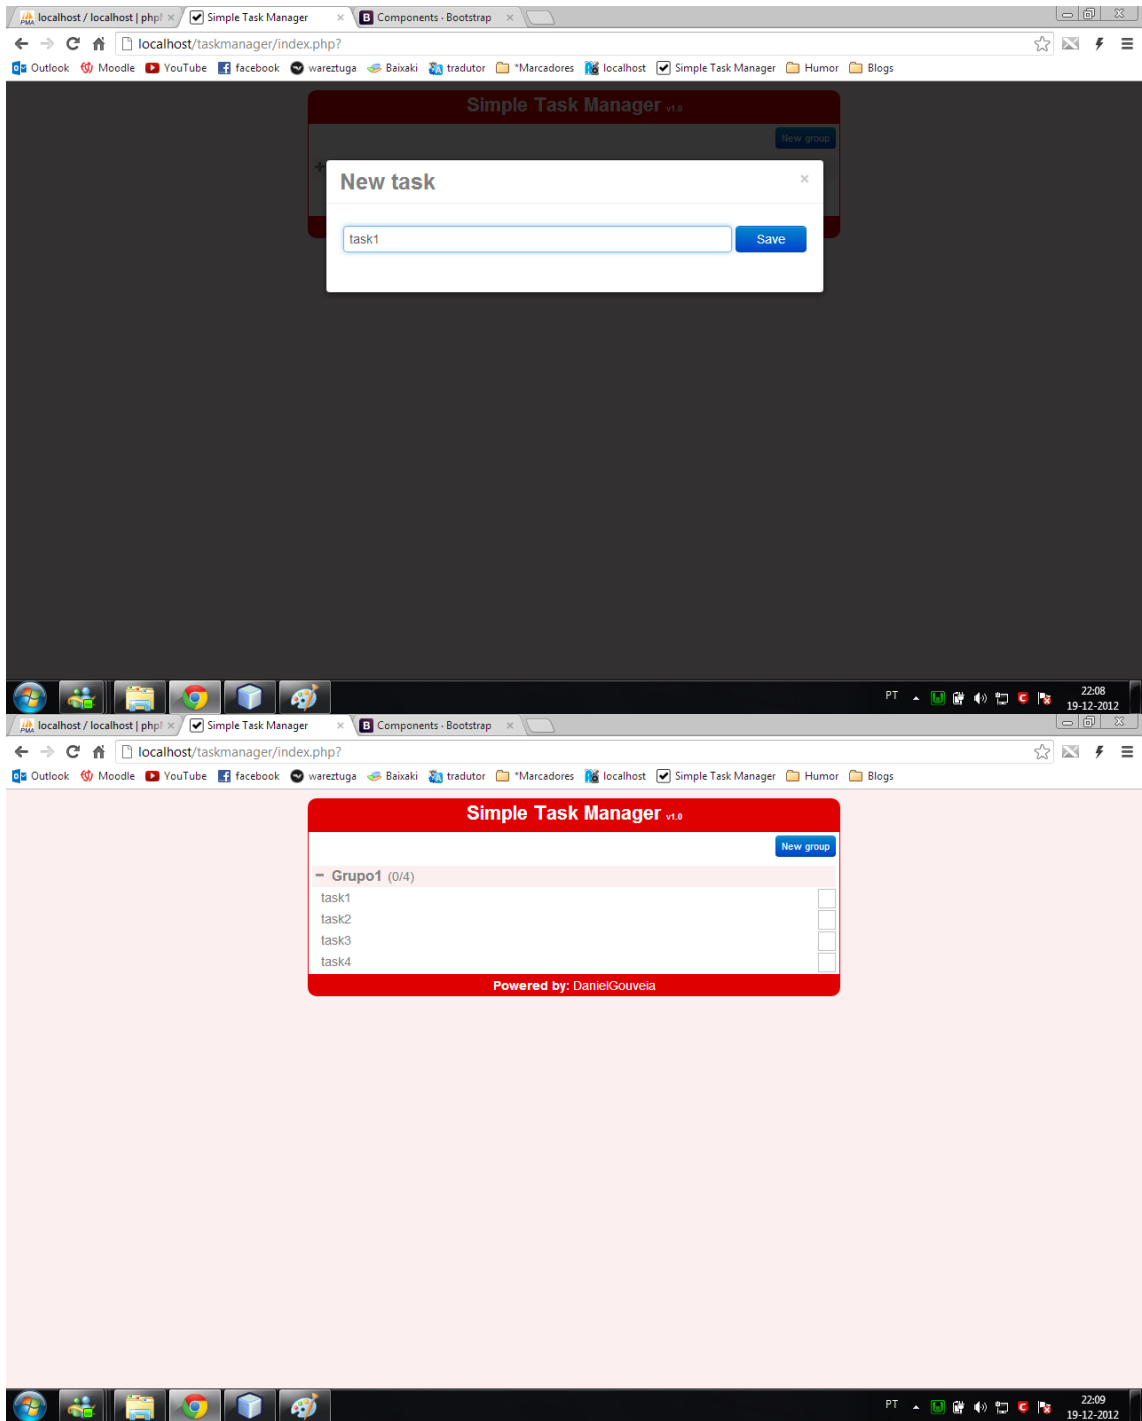 localhost / localhost | php
Simple Task Manager
Components · Bootstrap
localhost/taskmanager/index.php?
Outlook Moodle YouTube facebook wareztuga Baixaki tradutor *Marcadores localhost Simple Task Manager Humor Blogs
Simple Task Manager v1.0
New group
New task
task1
Save
PT
22:08
19-12-2012
localhost / localhost | php
Simple Task Manager
Components · Bootstrap
localhost/taskmanager/index.php?
Outlook Moodle YouTube facebook wareztuga Baixaki tradutor *Marcadores localhost Simple Task Manager Humor Blogs
Simple Task Manager v1.0
New group
Grupo1 (0/4)
task1
task2
task3
task4
Powered by: DanielGouveia
PT
22:09
19-12-2012